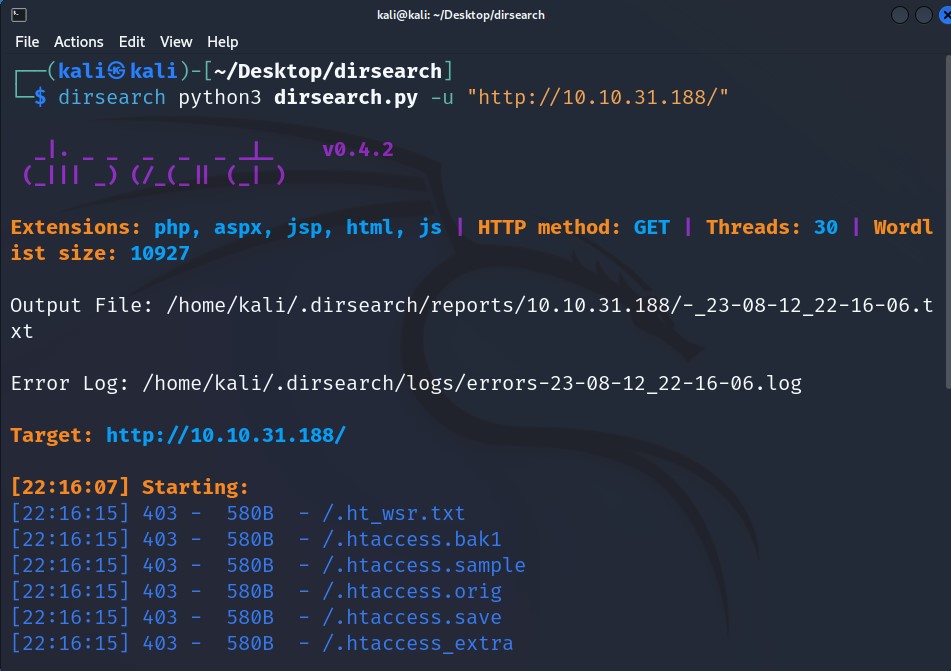 kali@kali: ~/Desktop/dirsearch
File Actions Edit View Help
┌──(kali㉿kali)-[~/Desktop/dirsearch]
└─$ dirsearch python3 dirsearch.py -u "http://10.10.31.188/"
v0.4.2
Extensions: php, aspx, jsp, html, js | HTTP method: GET | Threads: 30 | Wordl
ist size: 10927
Output File: /home/kali/.dirsearch/reports/10.10.31.188/-_23-08-12_22-16-06.t
xt
Error Log: /home/kali/.dirsearch/logs/errors-23-08-12_22-16-06.log
Target: http://10.10.31.188/
[22:16:07] Starting:
[22:16:15] 403 -  580B  - /.ht_wsr.txt
[22:16:15] 403 -  580B  - /.htaccess.bak1
[22:16:15] 403 -  580B  - /.htaccess.sample
[22:16:15] 403 -  580B  - /.htaccess.orig
[22:16:15] 403 -  580B  - /.htaccess.save
[22:16:15] 403 -  580B  - /.htaccess_extra